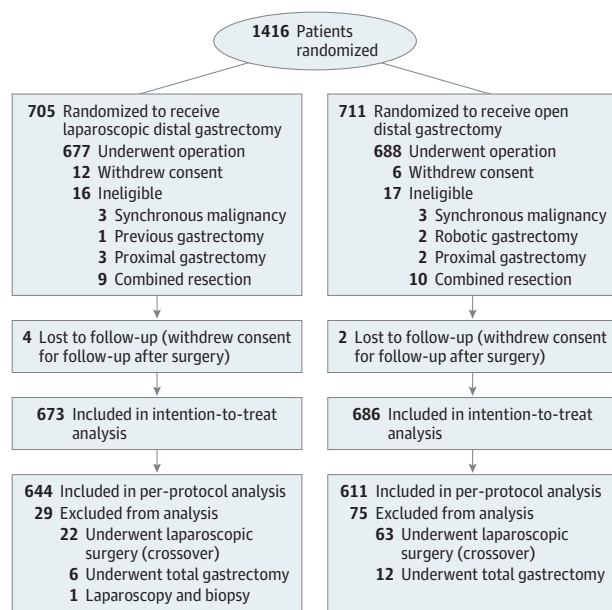 1416 Patients
randomized
705 Randomized to receive
laparoscopic distal gastrectomy
677 Underwent operation
12 Withdrew consent
16 Ineligible
3 Synchronous malignancy
1 Previous gastrectomy
3 Proximal gastrectomy
9 Combined resection
711 Randomized to receive open
distal gastrectomy
688 Underwent operation
6 Withdrew consent
17 Ineligible
3 Synchronous malignancy
2 Robotic gastrectomy
2 Proximal gastrectomy
10 Combined resection
4 Lost to follow-up (withdrew consent
for follow-up after surgery)
2 Lost to follow-up (withdrew consent
for follow-up after surgery)
673 Included in intention-to-treat
analysis
686 Included in intention-to-treat
analysis
644 Included in per-protocol analysis
29 Excluded from analysis
22 Underwent laparoscopic
surgery (crossover)
6 Underwent total gastrectomy
1 Laparoscopy and biopsy
611 Included in per-protocol analysis
75 Excluded from analysis
63 Underwent laparoscopic
surgery (crossover)
12 Underwent total gastrectomy